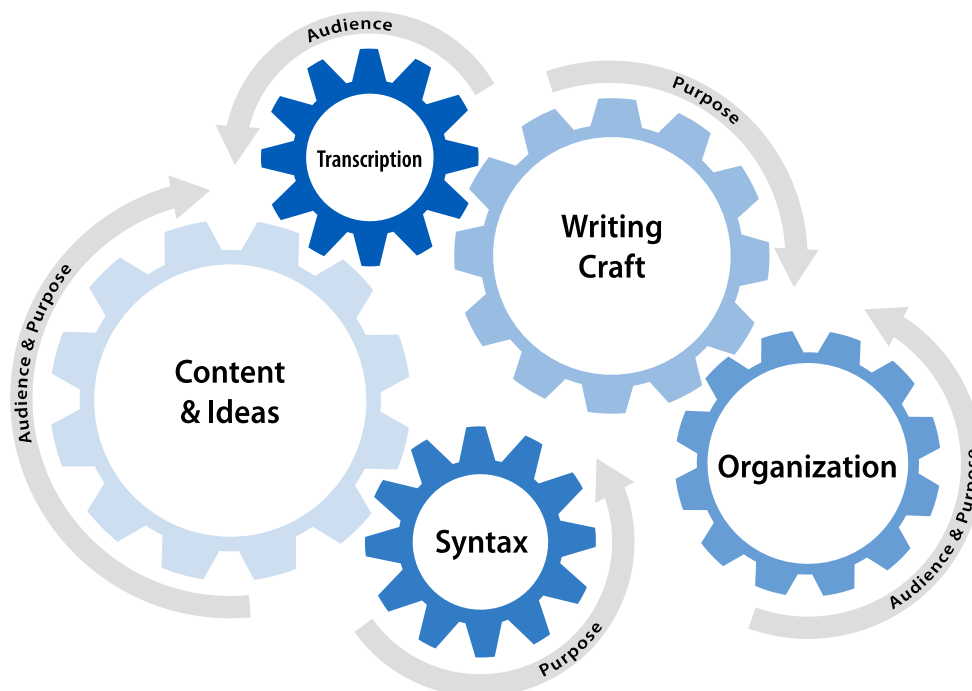 Audience
Transcription
Purpose
Writing
Craft
Audience & Purpose
Content
& Ideas
Syntax
Purpose
Organization
Audience & Purpose